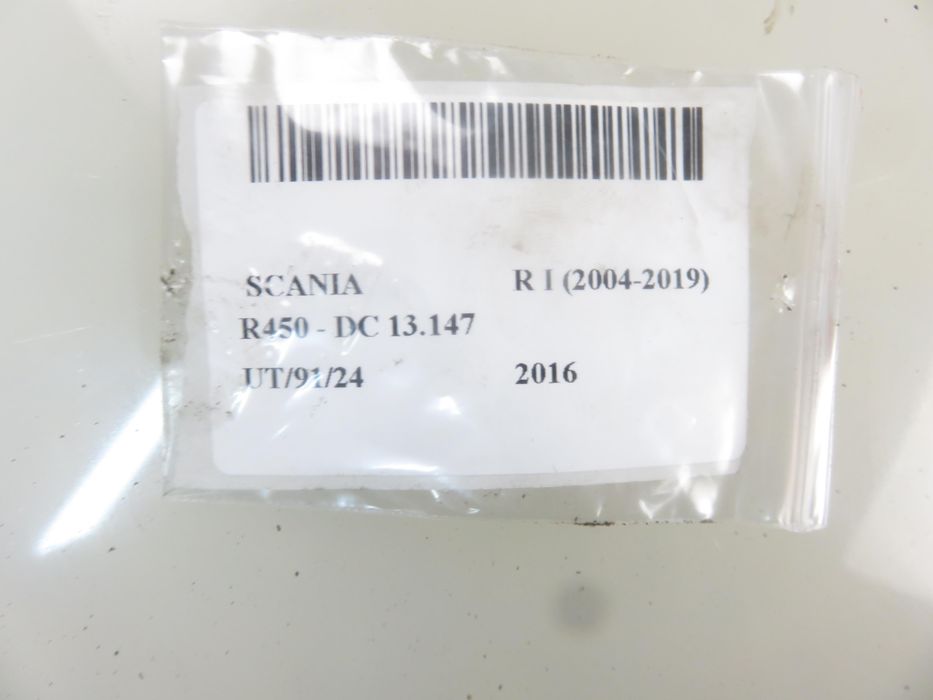 SCANIA R I (2004-2019)
R450 - DC 13.147
UT/91/24 2016